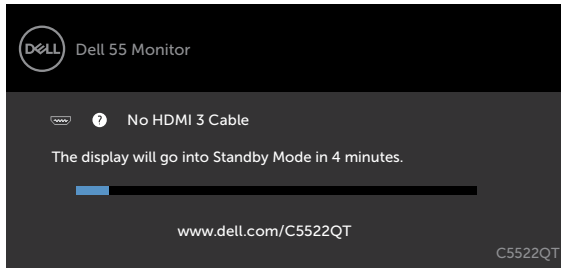 DELL Dell 55 Monitor
? No HDMI 3 Cable
The display will go into Standby Mode in 4 minutes.
www.dell.com/C5522QT
C5522QT